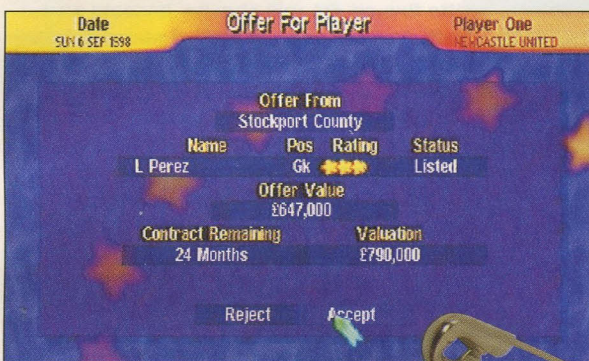 Date Offer For Player Player One
SUN 6 SEP 1998 NEWCASTLE UNITED
Offer From
Stockport County
Name Pos Rating Status
L Perez Gk Listed
Offer Value
£647,000
Contract Remaining Valuation
24 Months £790,000
Reject Accept